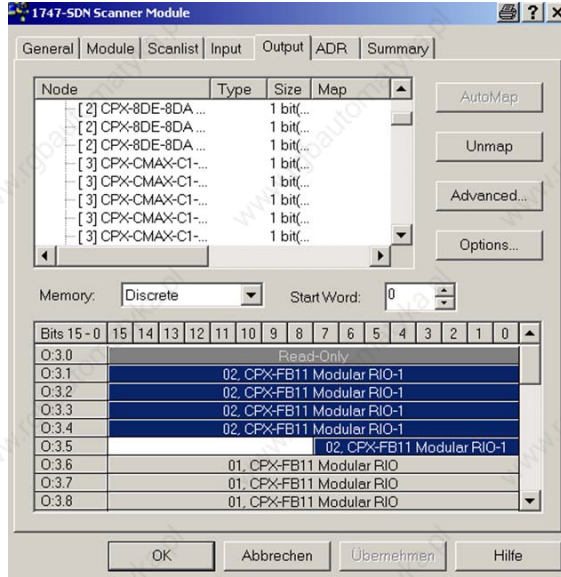 1747-SDN Scanner Module
General Module Scanlist Input Output ADR Summary
Node Type Size Map
[2] CPX-8DE-8DA ... 1 bit(...
[2] CPX-8DE-8DA ... 1 bit(...
[2] CPX-8DE-8DA ... 1 bit(...
[3] CPX-CMAX-C1-... 1 bit(...
[3] CPX-CMAX-C1-... 1 bit(...
[3] CPX-CMAX-C1-... 1 bit(...
[3] CPX-CMAX-C1-... 1 bit(...
[3] CPX-CMAX-C1-... 1 bit(...
AutoMap
Unmap
Advanced...
Options...
Memory: Discrete Start Word: 0
Bits 15 - 0 15 14 13 12 11 10 9 8 7 6 5 4 3 2 1 0
O:3.0 Read-Only
O:3.1 02, CPX-FB11 Modular RIO-1
O:3.2 02, CPX-FB11 Modular RIO-1
O:3.3 02, CPX-FB11 Modular RIO-1
O:3.4 02, CPX-FB11 Modular RIO-1
O:3.5 02, CPX-FB11 Modular RIO-1
O:3.6 01, CPX-FB11 Modular RIO
O:3.7 01, CPX-FB11 Modular RIO
O:3.8 01, CPX-FB11 Modular RIO
OK Abbrechen Übernehmen Hilfe
www.rgbautomatyka.pl